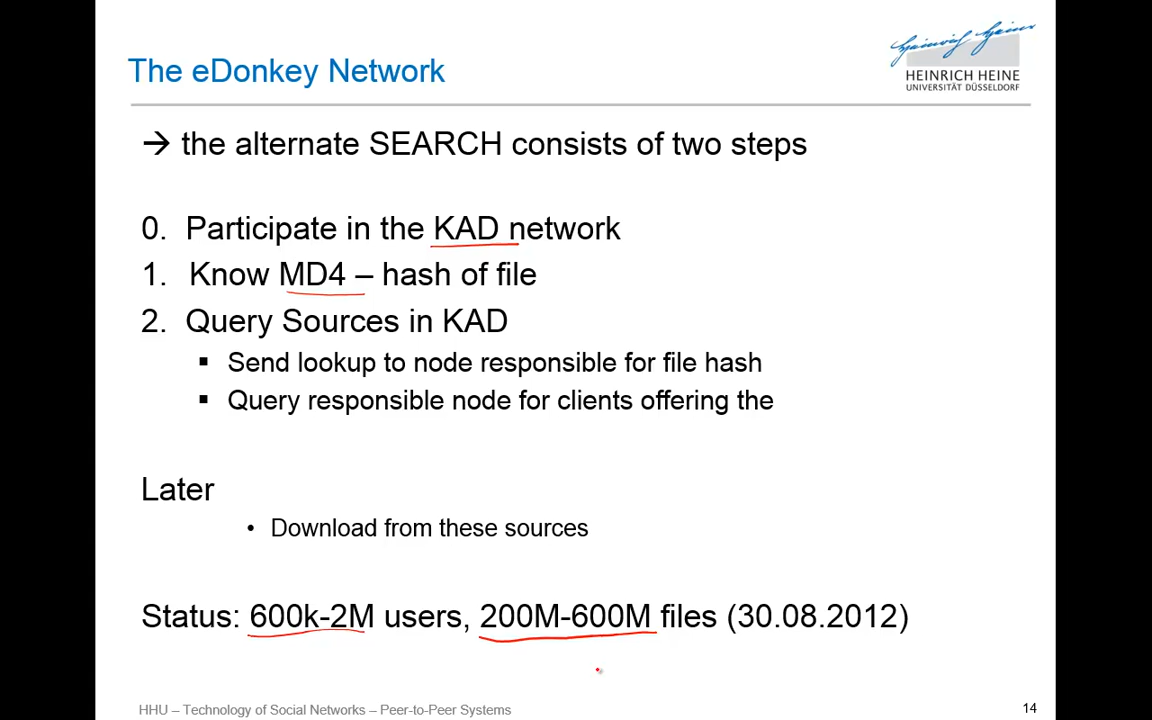 The eDonkey Network
Heinrich Heine
HEINRICH HEINE
UNIVERSITÄT DÜSSELDORF
→ the alternate SEARCH consists of two steps
0. Participate in the KAD network
1. Know MD4 – hash of file
2. Query Sources in KAD
▪ Send lookup to node responsible for file hash
▪ Query responsible node for clients offering the
Later
• Download from these sources
Status: 600k-2M users, 200M-600M files (30.08.2012)
HHU – Technology of Social Networks – Peer-to-Peer Systems
14